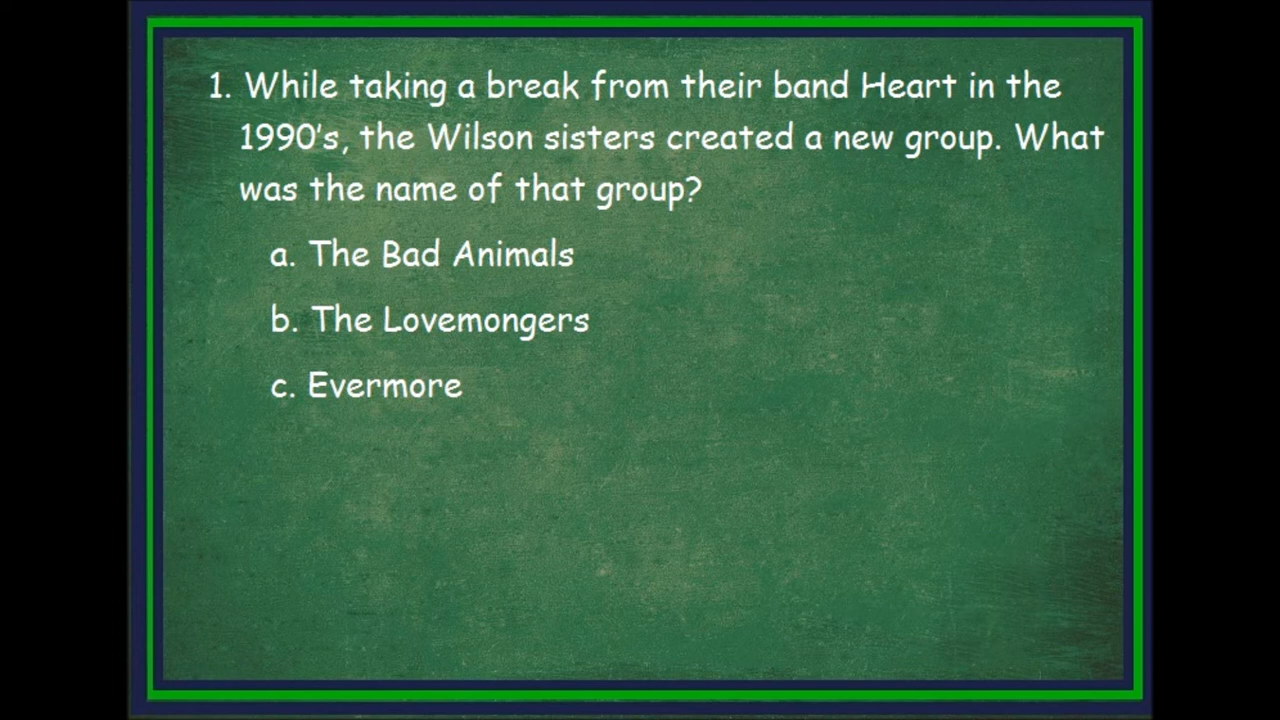 1. While taking a break from their band Heart in the
1990's, the Wilson sisters created a new group. What
was the name of that group?
a. The Bad Animals
b. The Lovemongers
c. Evermore